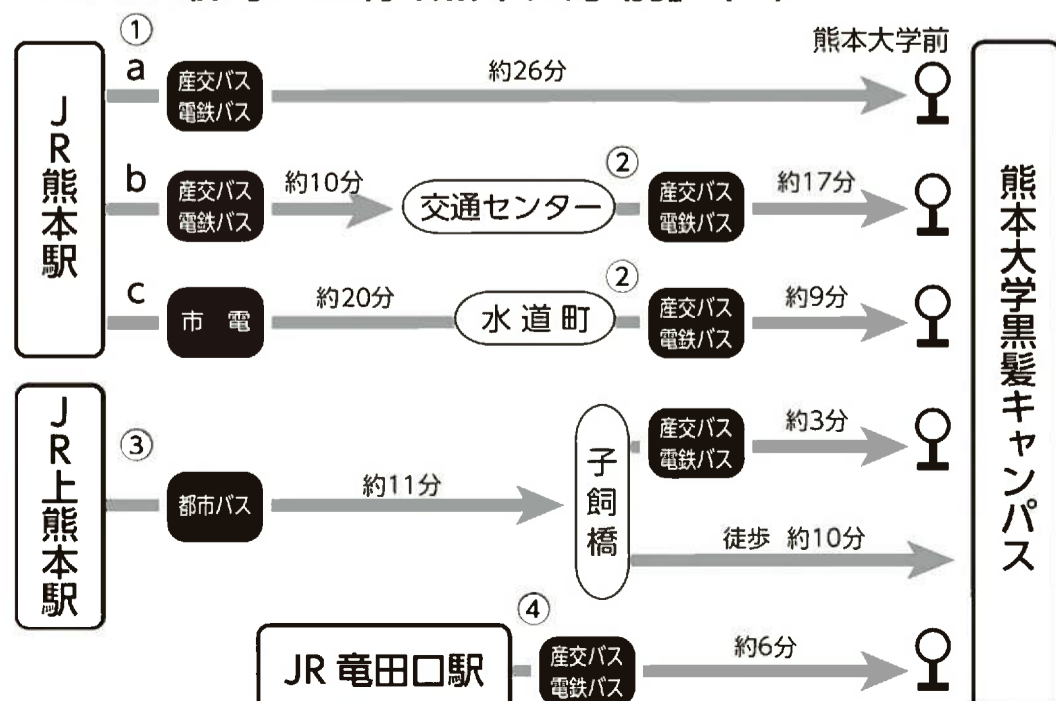 ①
熊本大学前
a
産交バス
電鉄バス
約26分
JR熊本駅
b
産交バス
電鉄バス
約10分
交通センター
②
産交バス
電鉄バス
約17分
c
市電
約20分
水道町
②
産交バス
電鉄バス
約9分
JR上熊本駅
③
都市バス
約11分
子飼橋
産交バス
電鉄バス
約3分
徒歩 約10分
JR 竜田口駅
④
産交バス
電鉄バス
約6分
熊本大学黒髪キャンパス